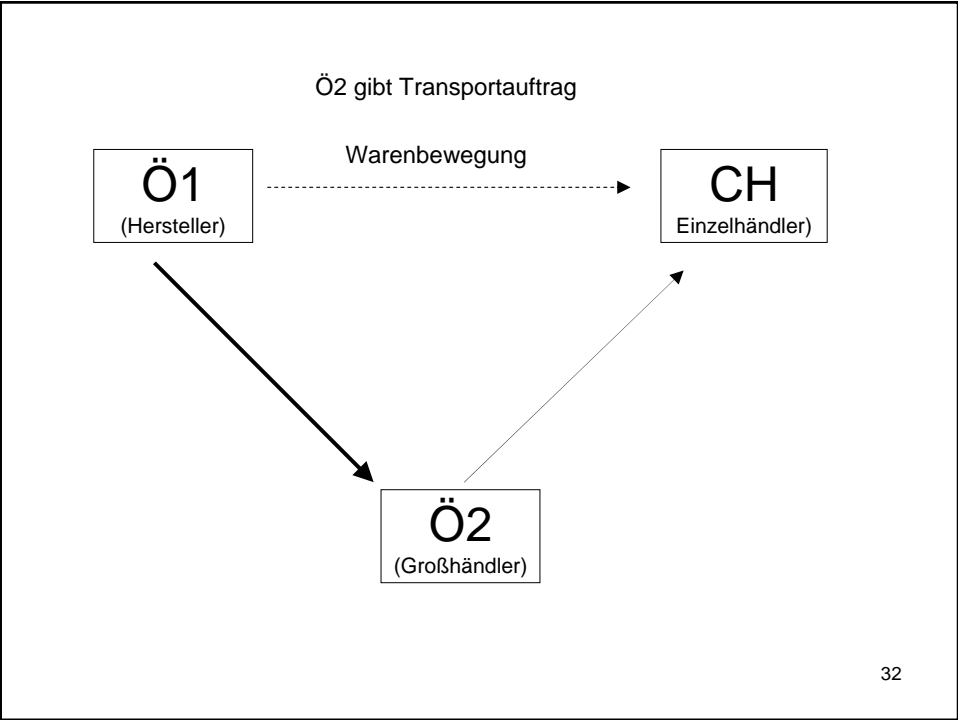 Ö2 gibt Transportauftrag
Warenbewegung
Ö1
(Hersteller)
CH
Einzelhändler)
Ö2
(Großhändler)
32